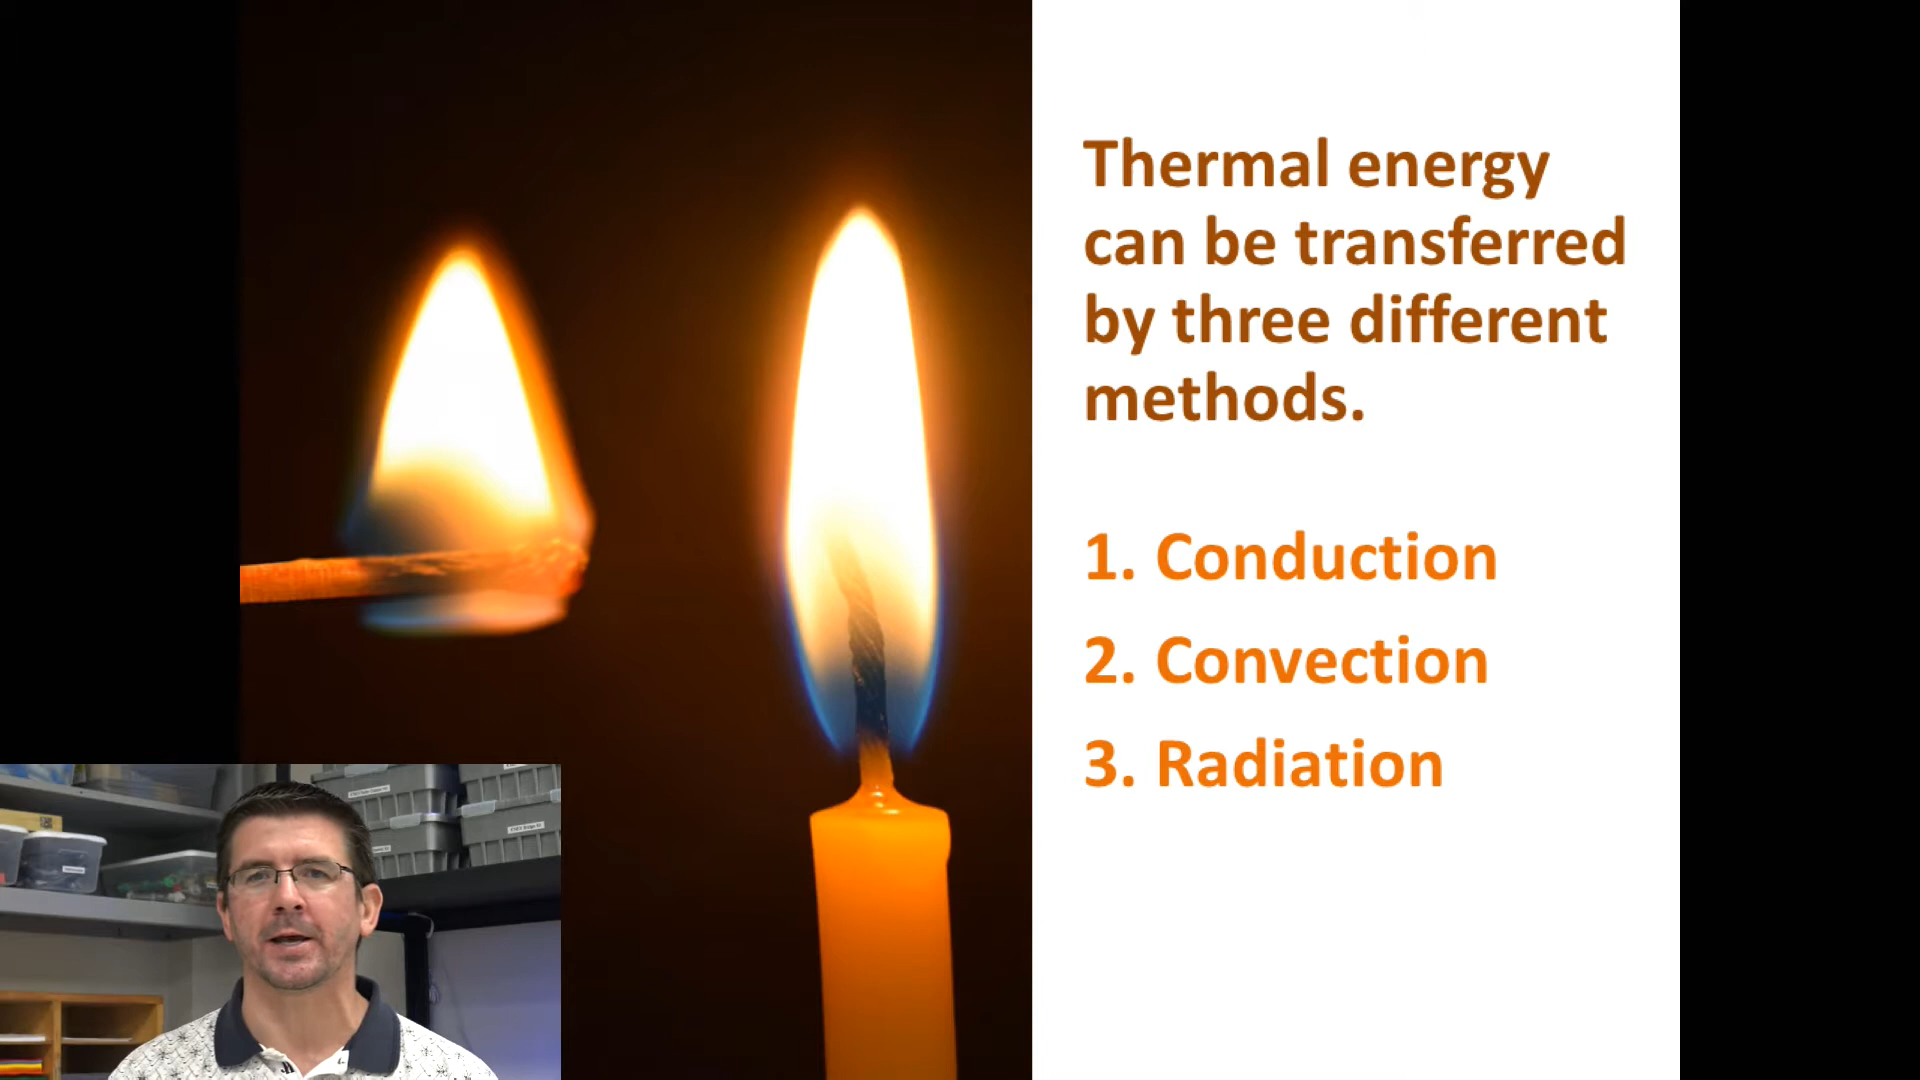 Thermal energy
can be transferred
by three different
methods.
1. Conduction
2. Convection
3. Radiation